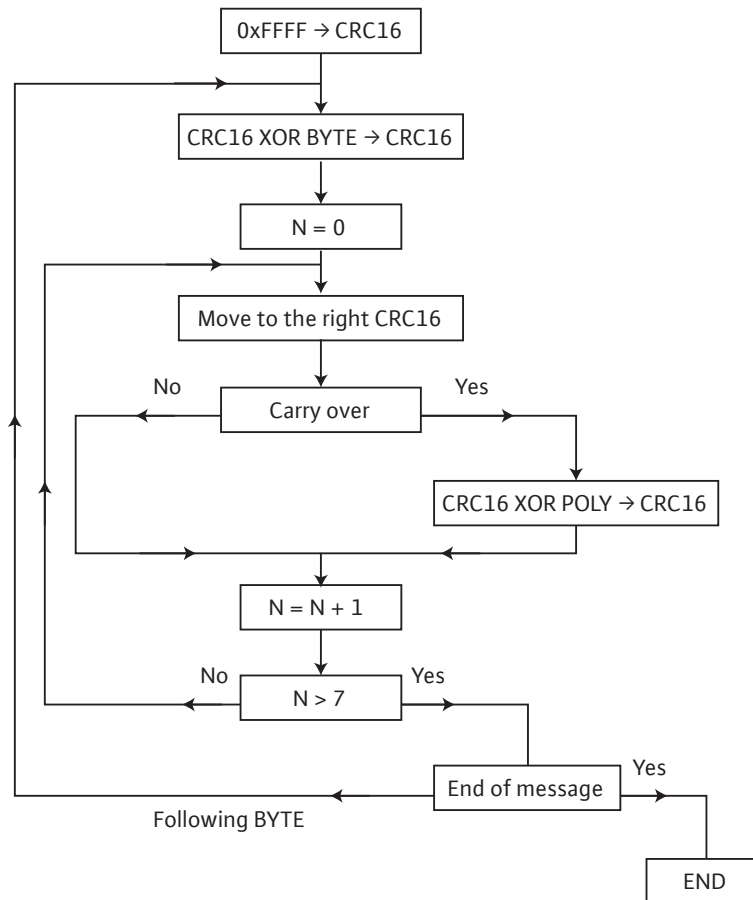 0xFFFF → CRC16
CRC16 XOR BYTE → CRC16
N = 0
Move to the right CRC16
No
Yes
Carry over
CRC16 XOR POLY → CRC16
N = N + 1
No
Yes
N > 7
End of message
Yes
Following BYTE
END